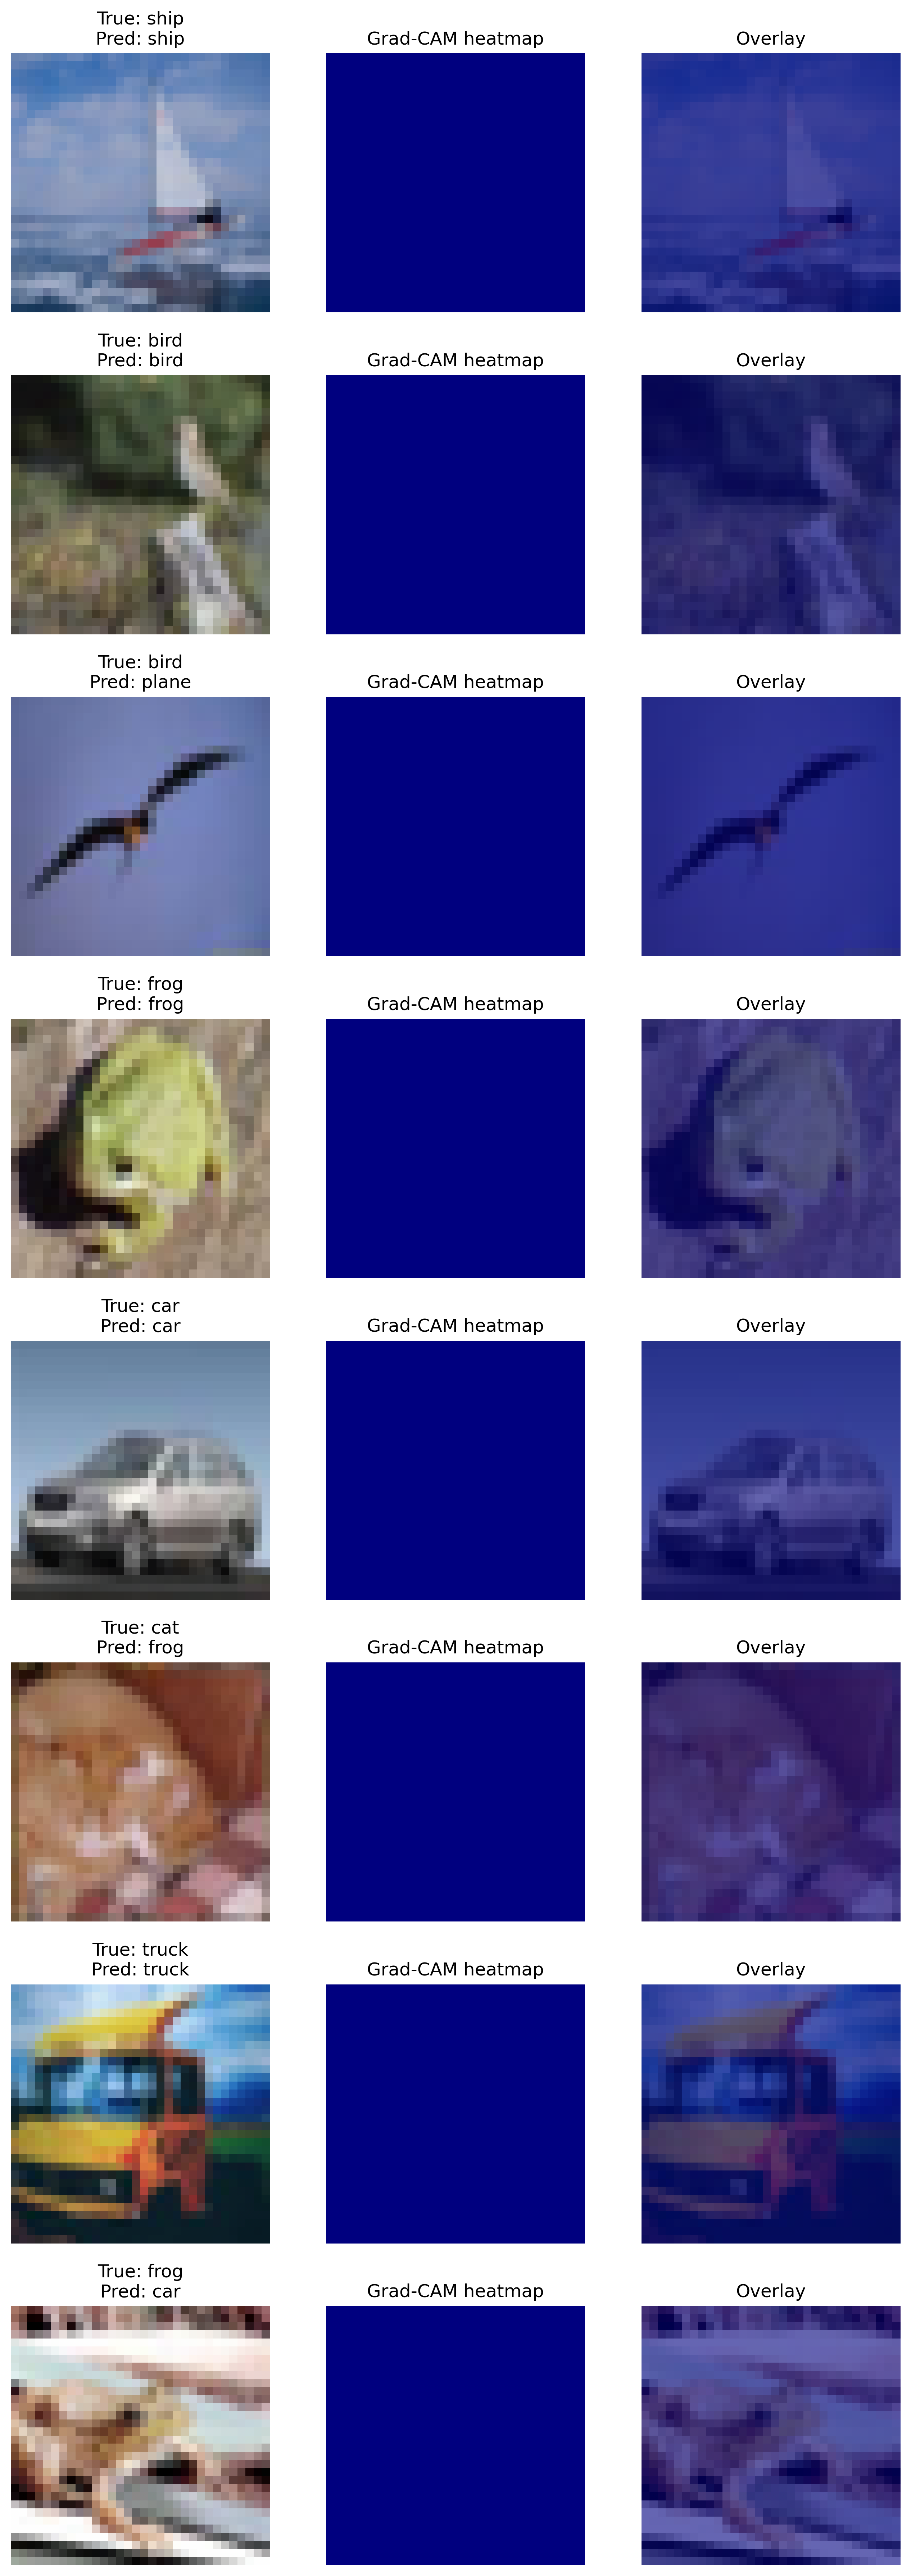 True: ship
Pred: ship
Grad-CAM heatmap
Overlay
True: bird
Pred: bird
Grad-CAM heatmap
Overlay
True: bird
Pred: plane
Grad-CAM heatmap
Overlay
True: frog
Pred: frog
Grad-CAM heatmap
Overlay
True: car
Pred: car
Grad-CAM heatmap
Overlay
True: cat
Pred: frog
Grad-CAM heatmap
Overlay
True: truck
Pred: truck
Grad-CAM heatmap
Overlay
True: frog
Pred: car
Grad-CAM heatmap
Overlay